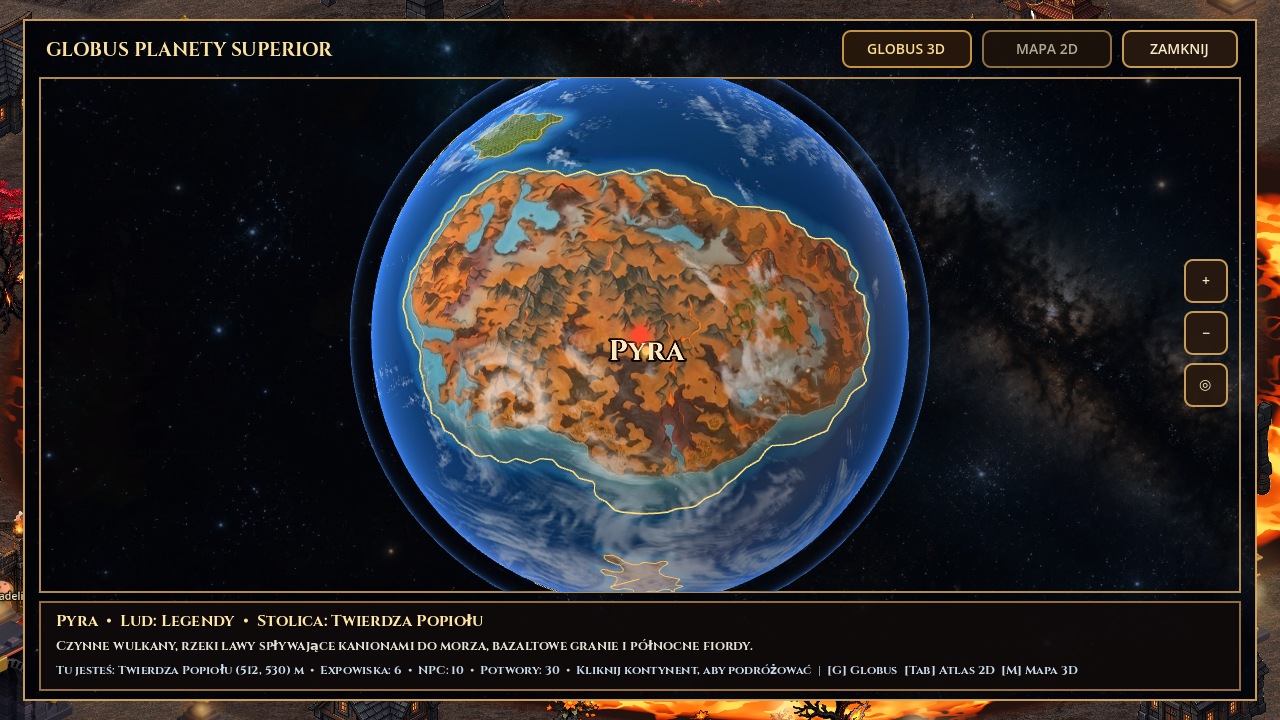 GLOBUS PLANETY SUPERIOR
GLOBUS 3D
MAPA 2D
ZAMKNIJ
+
−
◎
PYRA
Pyra • Lud: Legendy • Stolica: Twierdza Popiołu
Czynne wulkany, rzeki lawy spływające kanionami do morza, bazaltowe granie i północne fiordy.
Tu jesteś: Twierdza Popiołu (512, 530) m • Expowiska: 6 • NPC: 10 • Potwory: 30 • Kliknij kontynent, aby podróżować | [G] Globus [Tab] Atlas 2D [M] Mapa 3D